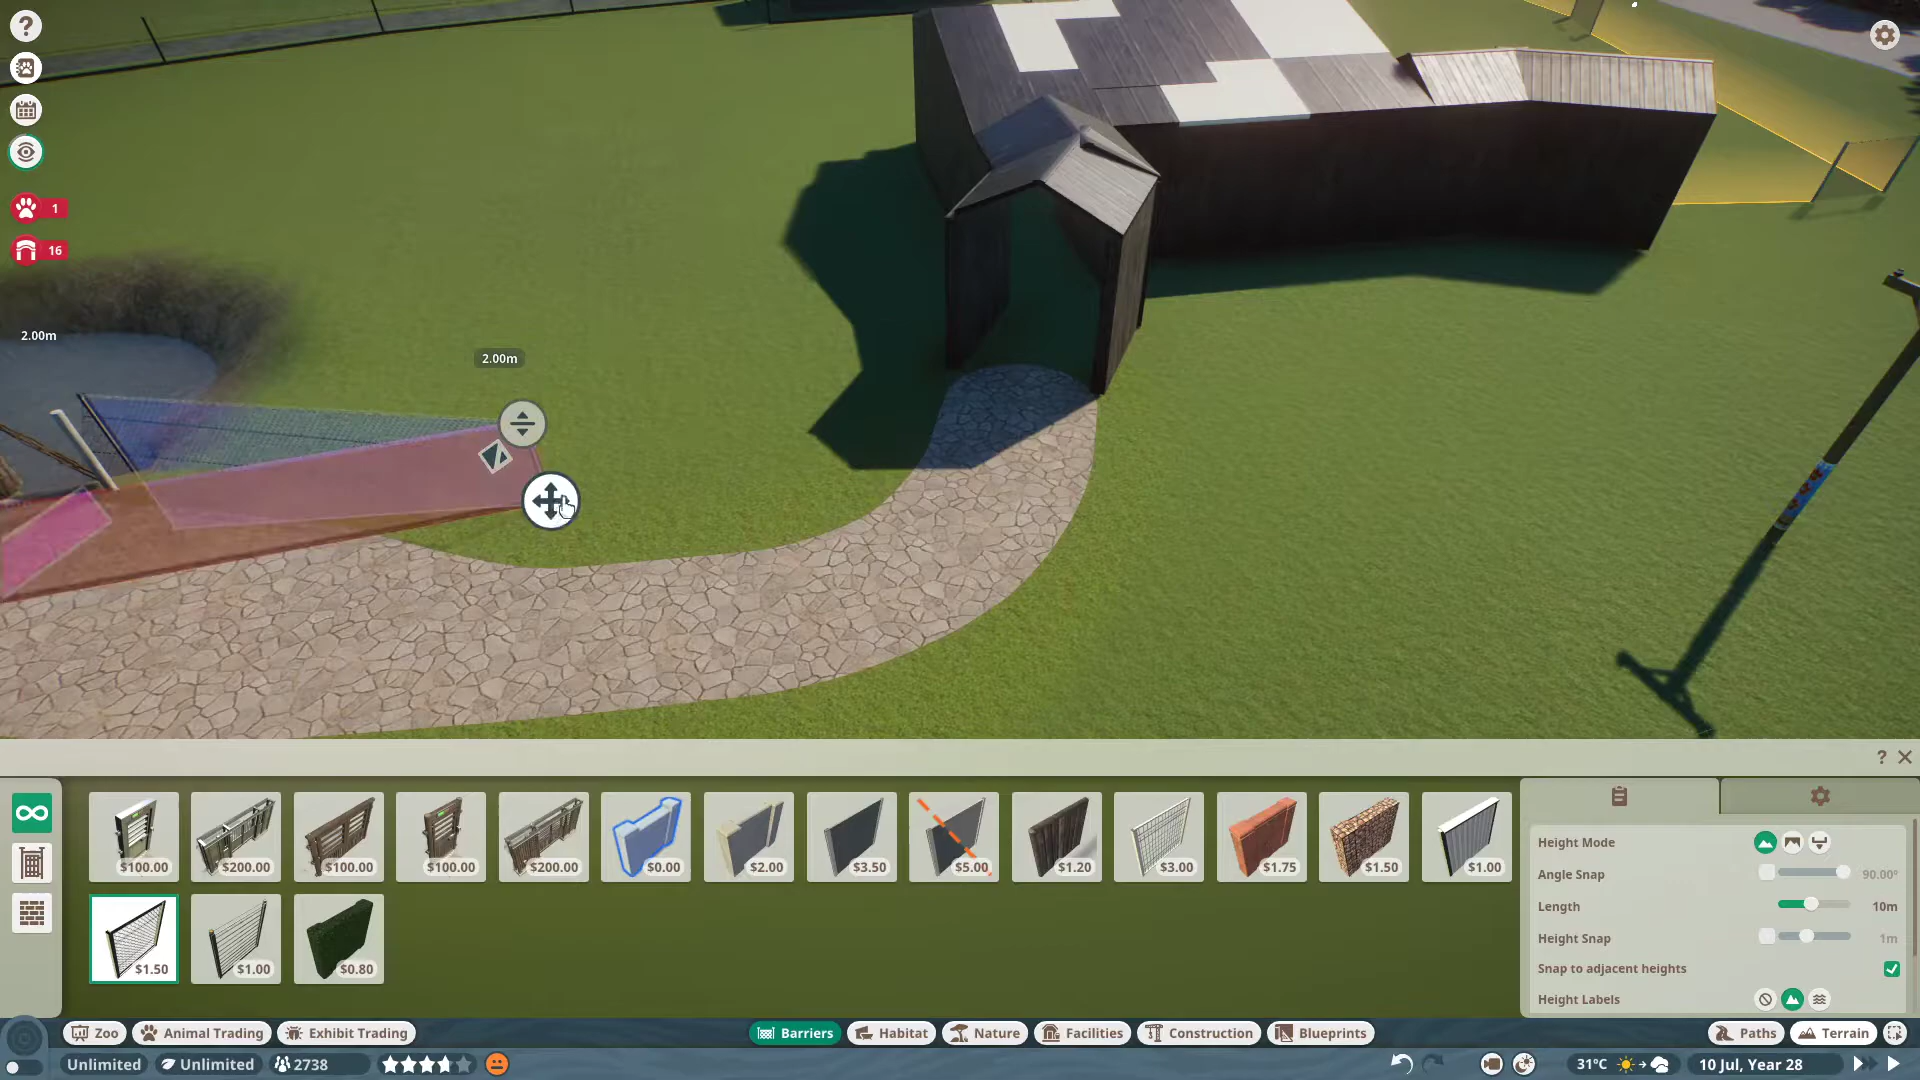 ?
1
16
2.00m
2.00m
?
$100.00
$200.00
$100.00
$100.00
$200.00
$0.00
$2.00
$3.50
$5.00
$1.20
$3.00
$1.75
$1.50
$1.00
$1.50
$1.00
$0.80
Height Mode
Angle Snap 90.00°
Length 10m
Height Snap 1m
Snap to adjacent heights
Height Labels
Zoo
Animal Trading
Exhibit Trading
Barriers
Habitat
Nature
Facilities
Construction
Blueprints
Paths
Terrain
Unlimited
Unlimited
2738
31°C
10 Jul, Year 28